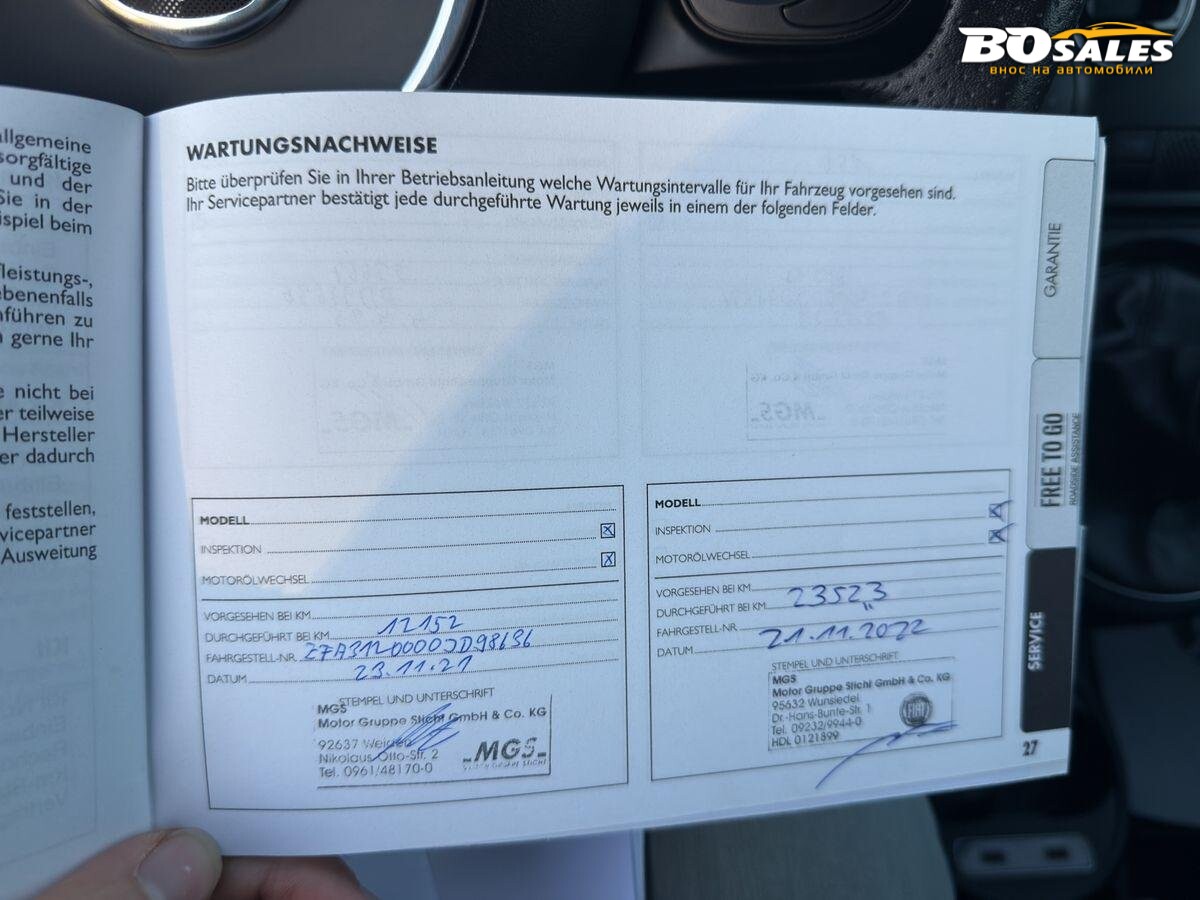 BOSALES
внос на автомобили
allgemeine
sorgfältige
und der
Sie in der
ispiel beim
leistungs-,
ebenenfalls
nführen zu
gerne Ihr
e nicht bei
er teilweise
Hersteller
er dadurch
feststellen,
vicepartner
Ausweitung
WARTUNGSNACHWEISE
Bitte überprüfen Sie in Ihrer Betriebsanleitung welche Wartungsintervalle für Ihr Fahrzeug vorgesehen sind.
Ihr Servicepartner bestätigt jede durchgeführte Wartung jeweils in einem der folgenden Felder.
MODELL
INSPEKTION
MOTORÖLWECHSEL
VORGESEHEN BEI KM
DURCHGEFÜHRT BEI KM 12152
FAHRGESTELL-NR. ZFA3120000JD98636
DATUM 23.11.21
STEMPEL UND UNTERSCHRIFT
MGS
Motor Gruppe Sticht GmbH & Co. KG
92637 Weiden
Nikolaus-Otto-Str. 2
Tel. 0961/48170-0
MGS
MOTOR GRUPPE STICHT
MODELL
INSPEKTION
MOTORÖLWECHSEL
VORGESEHEN BEI KM
DURCHGEFÜHRT BEI KM 23523
FAHRGESTELL-NR. "
DATUM 21.11.2022
STEMPEL UND UNTERSCHRIFT
MGS
Motor Gruppe Sticht GmbH & Co. KG
95632 Wunsiedel
Dr.-Hans-Bunte-Str. 1
Tel. 09232/9944-0
HDL 0121899
FIAT
GARANTIE
FREE TO GO
ROADSIDE ASSISTANCE
SERVICE
27